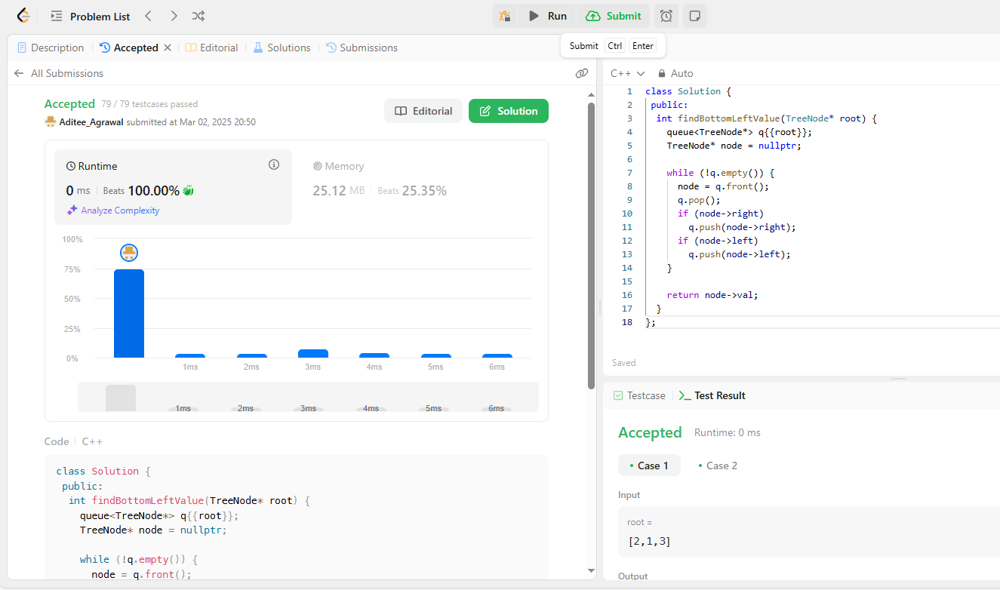 Problem List
Run
Submit
Submit Ctrl Enter
Description
Accepted
Editorial
Solutions
Submissions
All Submissions
Accepted 79 / 79 testcases passed
Aditee_Agrawal submitted at Mar 02, 2025 20:50
Editorial
Solution
Runtime
0 ms Beats 100.00%
Analyze Complexity
Memory
25.12 MB Beats 25.35%
100%
75%
50%
25%
0%
1ms 2ms 3ms 4ms 5ms 6ms
1ms 2ms 3ms 4ms 5ms 6ms
Code C++
class Solution {
public:
int findBottomLeftValue(TreeNode* root) {
queue<TreeNode*> q{{root}};
TreeNode* node = nullptr;
while (!q.empty()) {
node = q.front();
C++ Auto
1 class Solution {
2 public:
3 int findBottomLeftValue(TreeNode* root) {
4 queue<TreeNode*> q{{root}};
5 TreeNode* node = nullptr;
6
7 while (!q.empty()) {
8 node = q.front();
9 q.pop();
10 if (node->right)
11 q.push(node->right);
12 if (node->left)
13 q.push(node->left);
14 }
15
16 return node->val;
17 }
18 };
Saved
Testcase
Test Result
Accepted Runtime: 0 ms
Case 1
Case 2
Input
root =
[2,1,3]
Output